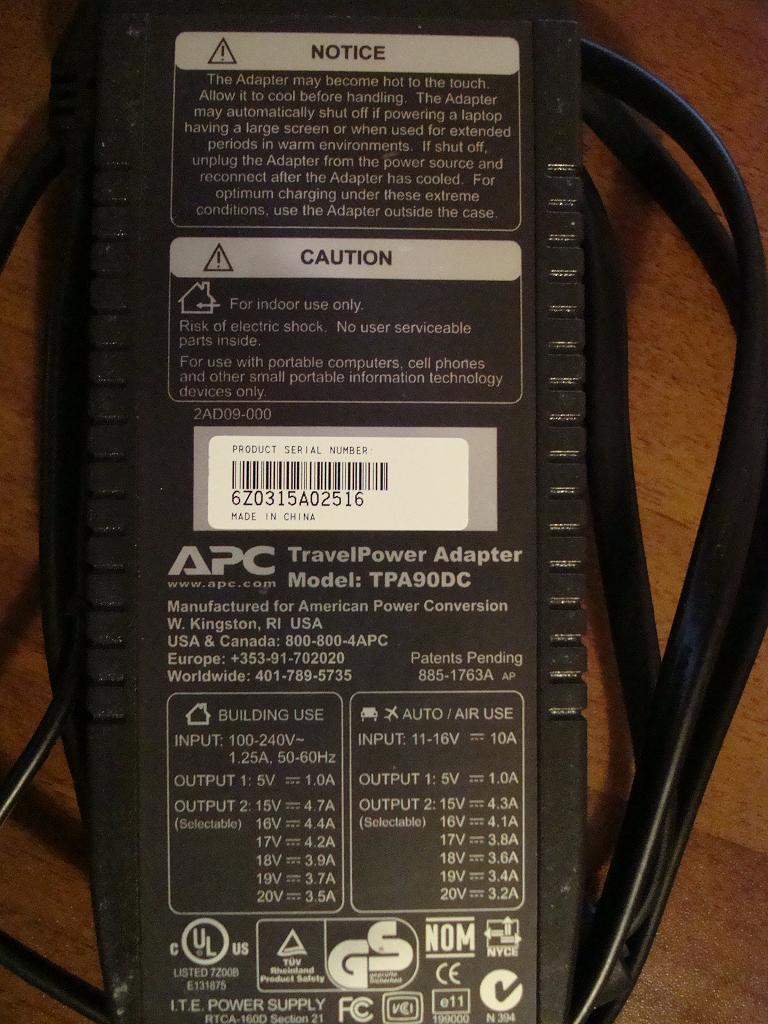 NOTICE
The Adapter may become hot to the touch.
Allow it to cool before handling. The Adapter
may automatically shut off if powering a laptop
having a large screen or when used for extended
periods in warm environments. If shut off,
unplug the Adapter from the power source and
reconnect after the Adapter has cooled. For
optimum charging under these extreme
conditions, use the Adapter outside the case.
CAUTION
For indoor use only.
Risk of electric shock. No user serviceable
parts inside.
For use with portable computers, cell phones
and other small portable information technology
devices only.
2AD09-000
PRODUCT SERIAL NUMBER:
6Z0315A02516
MADE IN CHINA
APC TravelPower Adapter
www.apc.com Model: TPA90DC
Manufactured for American Power Conversion
W. Kingston, RI USA
USA & Canada: 800-800-4APC
Europe: +353-91-702020 Patents Pending
Worldwide: 401-789-5735 885-1763A AP
BUILDING USE
INPUT: 100-240V~
1.25A, 50-60Hz
OUTPUT 1: 5V ⎓ 1.0A
OUTPUT 2: 15V ⎓ 4.7A
(Selectable) 16V ⎓ 4.4A
17V ⎓ 4.2A
18V ⎓ 3.9A
19V ⎓ 3.7A
20V ⎓ 3.5A
AUTO / AIR USE
INPUT: 11-16V ⎓ 10A
OUTPUT 1: 5V ⎓ 1.0A
OUTPUT 2: 15V ⎓ 4.3A
(Selectable) 16V ⎓ 4.1A
17V ⎓ 3.8A
18V ⎓ 3.6A
19V ⎓ 3.4A
20V ⎓ 3.2A
C UL US
LISTED 7Z00B
E131875
TÜV
Rheinland
Product Safety
GS
geprüfte
Sicherheit
NOM
NYCE
CE
I.T.E. POWER SUPPLY
RTCA-160D Section 21
FC
VCI
e11
199000
N 394